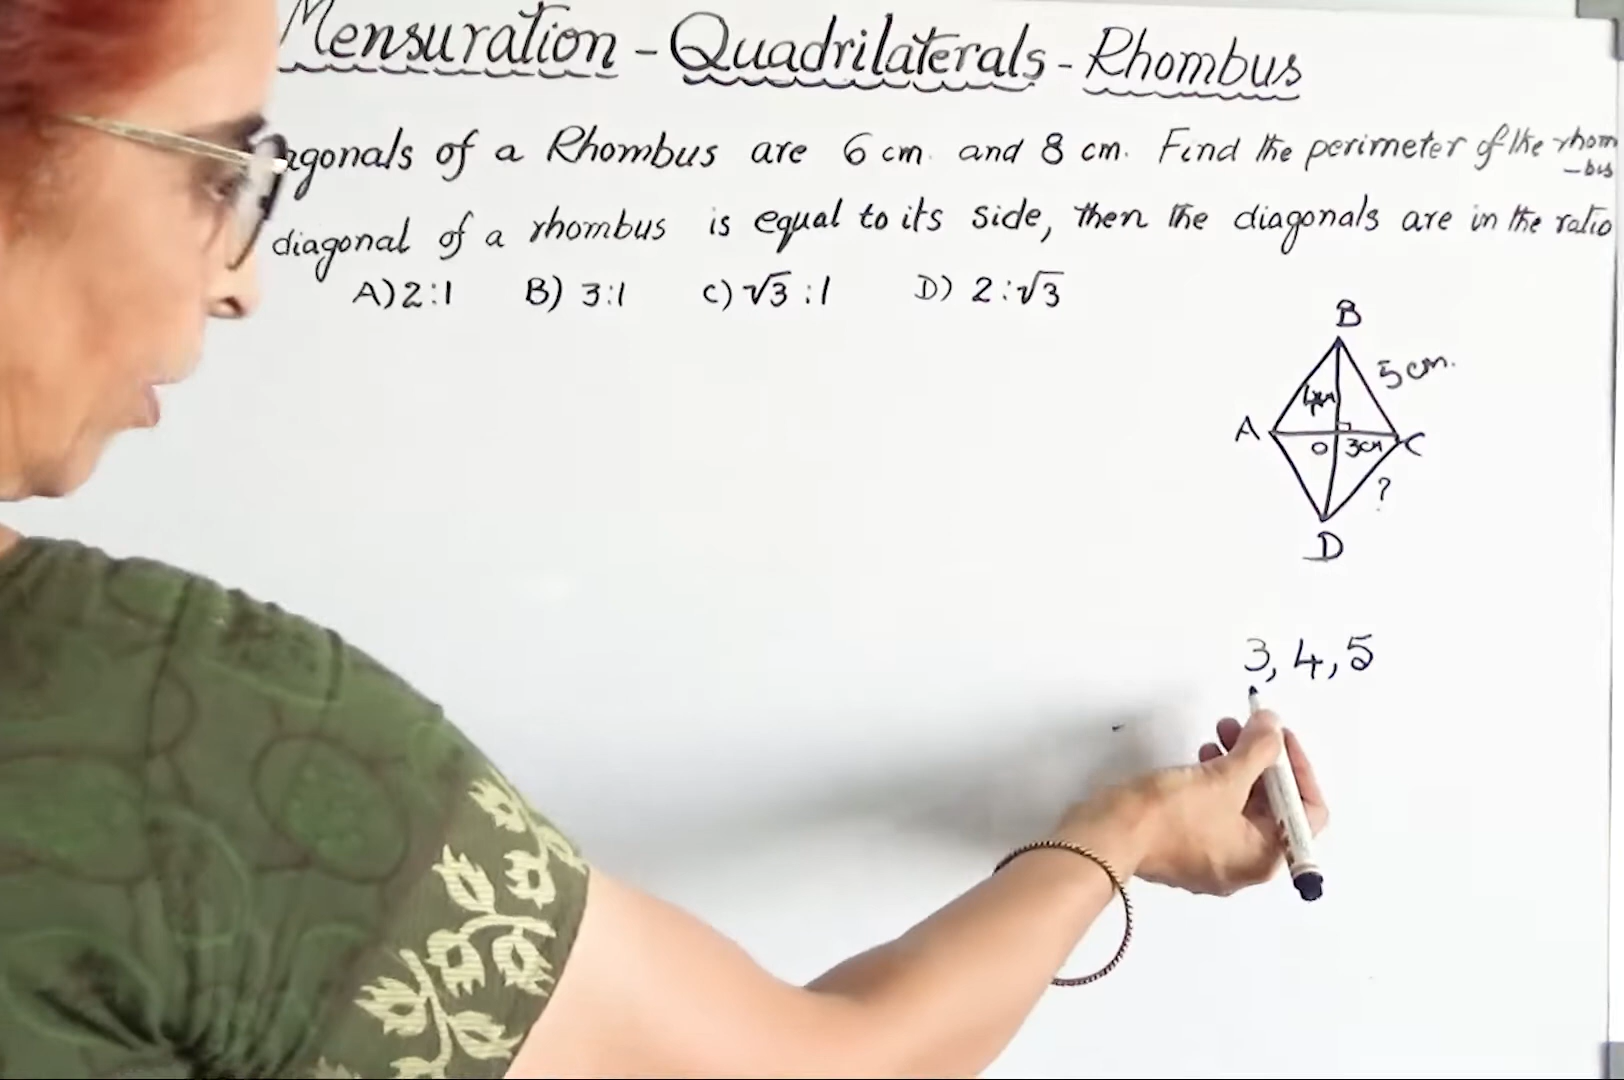 Mensuration - Quadrilaterals - Rhombus
agonals of a Rhombus are 6 cm. and 8 cm. Find the perimeter of the rhom
-bus
diagonal of a rhombus is equal to its side, then the diagonals are in the ratio
A) 2:1 B) 3:1 C) √3 : 1 D) 2 : √3
B
5 cm.
4cm
A
O 3cm C
?
D
3, 4, 5